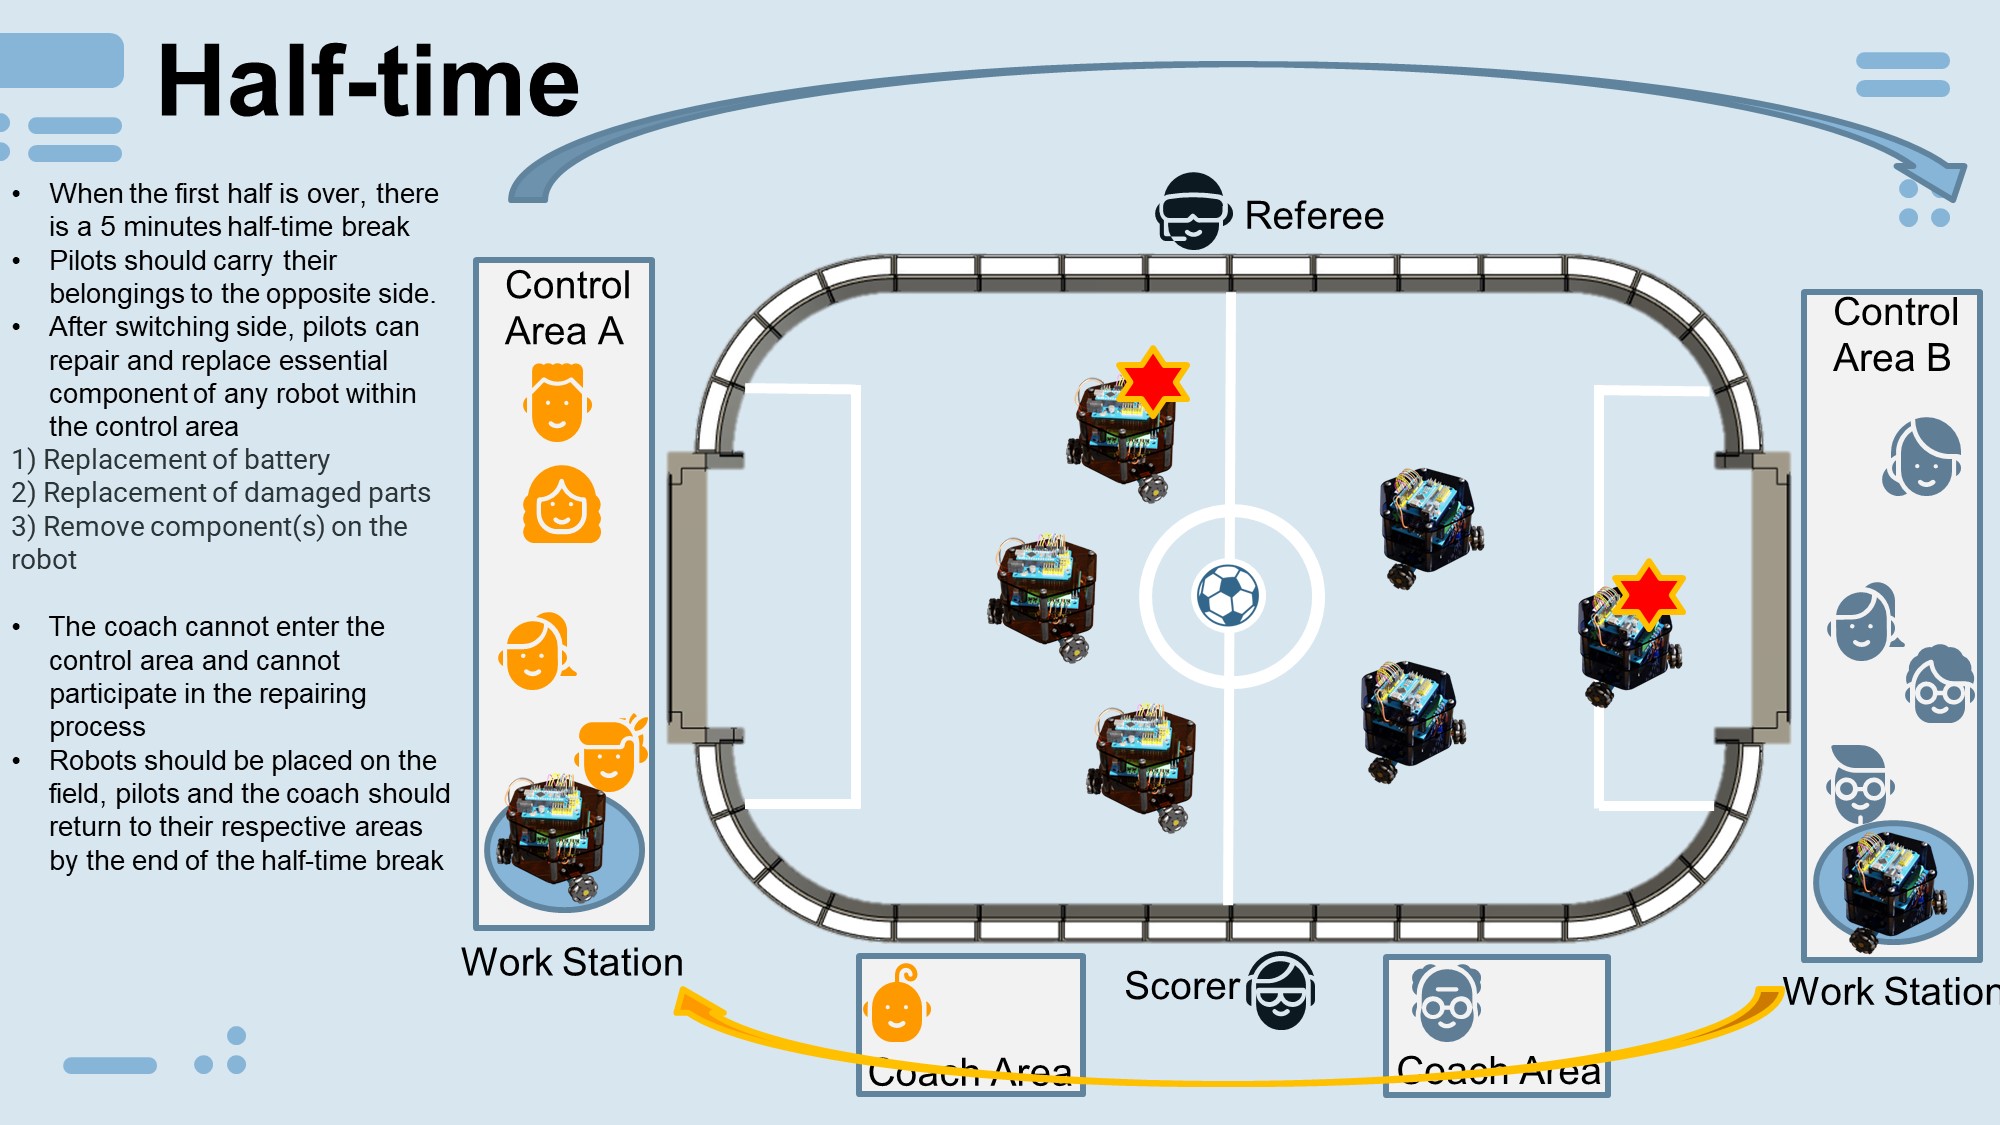 Half-time
• When the first half is over, there
is a 5 minutes half-time break
• Pilots should carry their
belongings to the opposite side.
• After switching side, pilots can
repair and replace essential
component of any robot within
the control area
1) Replacement of battery
2) Replacement of damaged parts
3) Remove component(s) on the
robot
• The coach cannot enter the
control area and cannot
participate in the repairing
process
• Robots should be placed on the
field, pilots and the coach should
return to their respective areas
by the end of the half-time break
Control
Area A
Work Station
Referee
Control
Area B
Work Station
Scorer
Coach Area
Coach Area